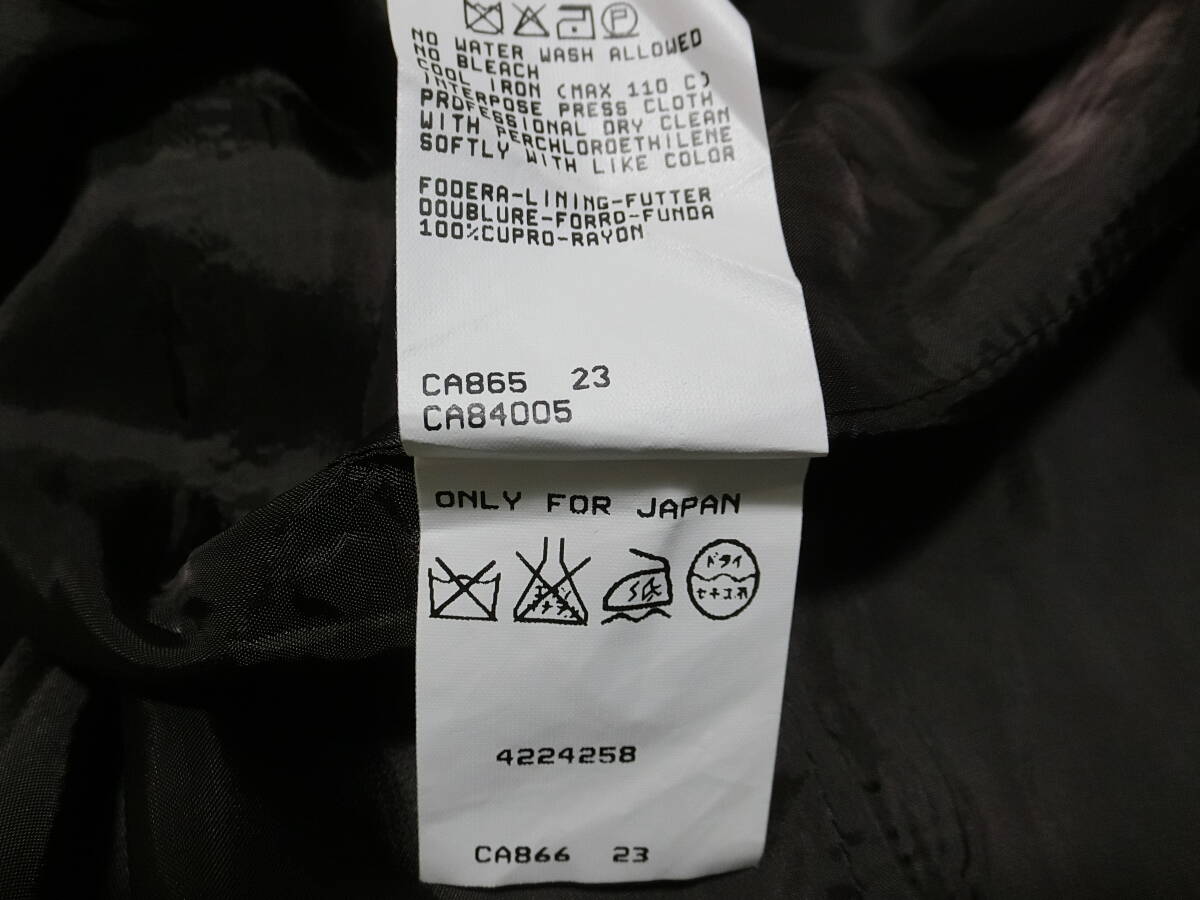 P
NO WATER WASH ALLOWED
NO BLEACH
COOL IRON (MAX 110 C)
INTERPOSE PRESS CLOTH
PROFESSIONAL DRY CLEAN
WITH PERCHLOROETHILENE
SOFTLY WITH LIKE COLOR
FODERA-LINING-FUTTER
DOUBLURE-FORRO-FUNDA
100%CUPRO-RAYON
CA865 23
CA84005
ONLY FOR JAPAN
ドライ
セキユ系
4224258
CA866 23